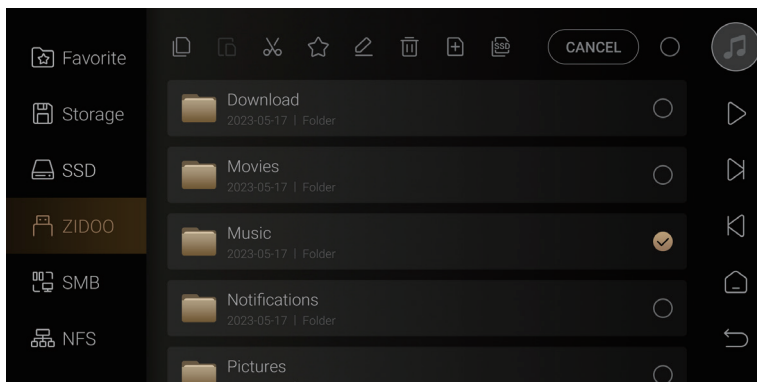 Favorite
Storage
SSD
ZIDOO
SMB
NFS
SSD
CANCEL
Download
2023-05-17 | Folder
Movies
2023-05-17 | Folder
Music
2023-05-17 | Folder
Notifications
2023-05-17 | Folder
Pictures